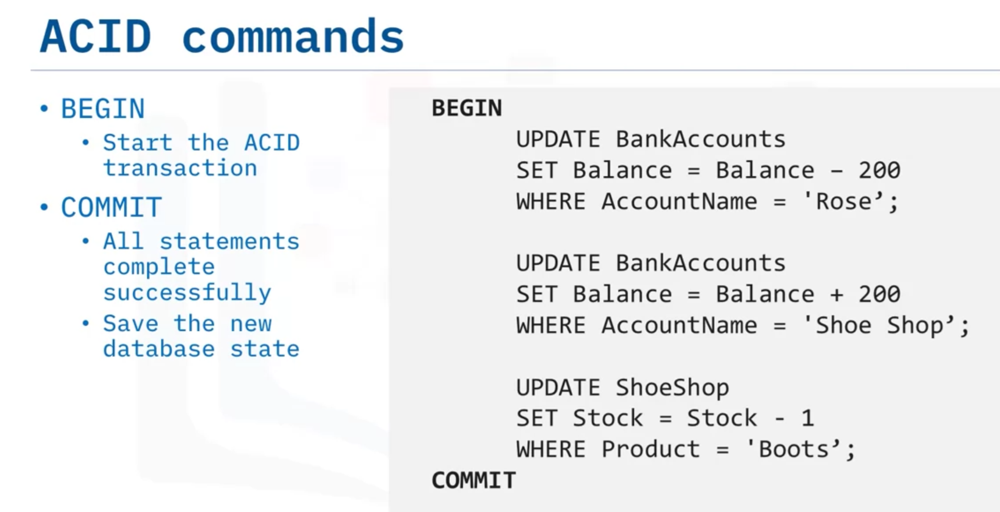 ACID commands
• BEGIN
• Start the ACID
transaction
• COMMIT
• All statements
complete
successfully
• Save the new
database state
BEGIN
UPDATE BankAccounts
SET Balance = Balance – 200
WHERE AccountName = 'Rose’;
UPDATE BankAccounts
SET Balance = Balance + 200
WHERE AccountName = 'Shoe Shop’;
UPDATE ShoeShop
SET Stock = Stock - 1
WHERE Product = 'Boots’;
COMMIT